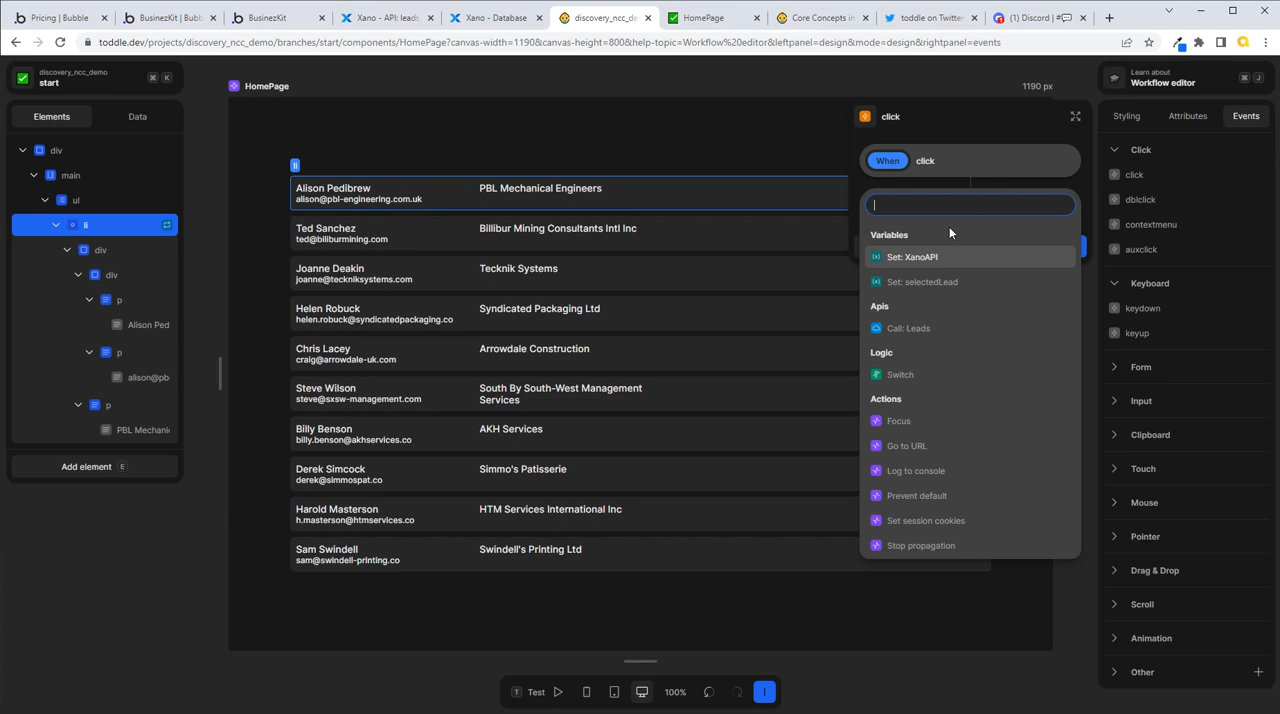 Pricing | Bubble
BusinezKit | Bubble
BusinezKit
Xano - API: leads
Xano - Database
discovery_ncc_de
HomePage
Core Concepts in
toddle on Twitter
(1) Discord | #
toddle.dev/projects/discovery_ncc_demo/branches/start/components/HomePage?canvas-width=1190&canvas-height=800&help-topic=Workflow%20editor&leftpanel=design&mode=design&rightpanel=events
discovery_ncc_demo
start
⌘ K
Learn about
Workflow editor
⌘ J
HomePage
1190 px
Elements
Data
div
main
ul
li
div
div
p
Alison Ped
p
alison@pb
p
PBL Mechani
Add element E
li
Alison Pedibrew
alison@pbl-engineering.com.uk
PBL Mechanical Engineers
Ted Sanchez
ted@biliburmining.com
Billibur Mining Consultants Intl Inc
Joanne Deakin
joanne@teckniksystems.com
Tecknik Systems
Helen Robuck
helen.robuck@syndicatedpackaging.co
Syndicated Packaging Ltd
Chris Lacey
craig@arrowdale-uk.com
Arrowdale Construction
Steve Wilson
steve@sxsw-management.com
South By South-West Management
Services
Billy Benson
billy.benson@akhservices.co
AKH Services
Derek Simcock
derek@simmospat.co
Simmo's Patisserie
Harold Masterson
h.masterson@htmservices.co
HTM Services International Inc
Sam Swindell
sam@swindell-printing.co
Swindell's Printing Ltd
click
When click
Variables
Set: XanoAPI
Set: selectedLead
Apis
Call: Leads
Logic
Switch
Actions
Focus
Go to URL
Log to console
Prevent default
Set session cookies
Stop propagation
Styling
Attributes
Events
Click
click
dblclick
contextmenu
auxclick
Keyboard
keydown
keyup
Form
Input
Clipboard
Touch
Mouse
Pointer
Drag & Drop
Scroll
Animation
Other
T Test
100%